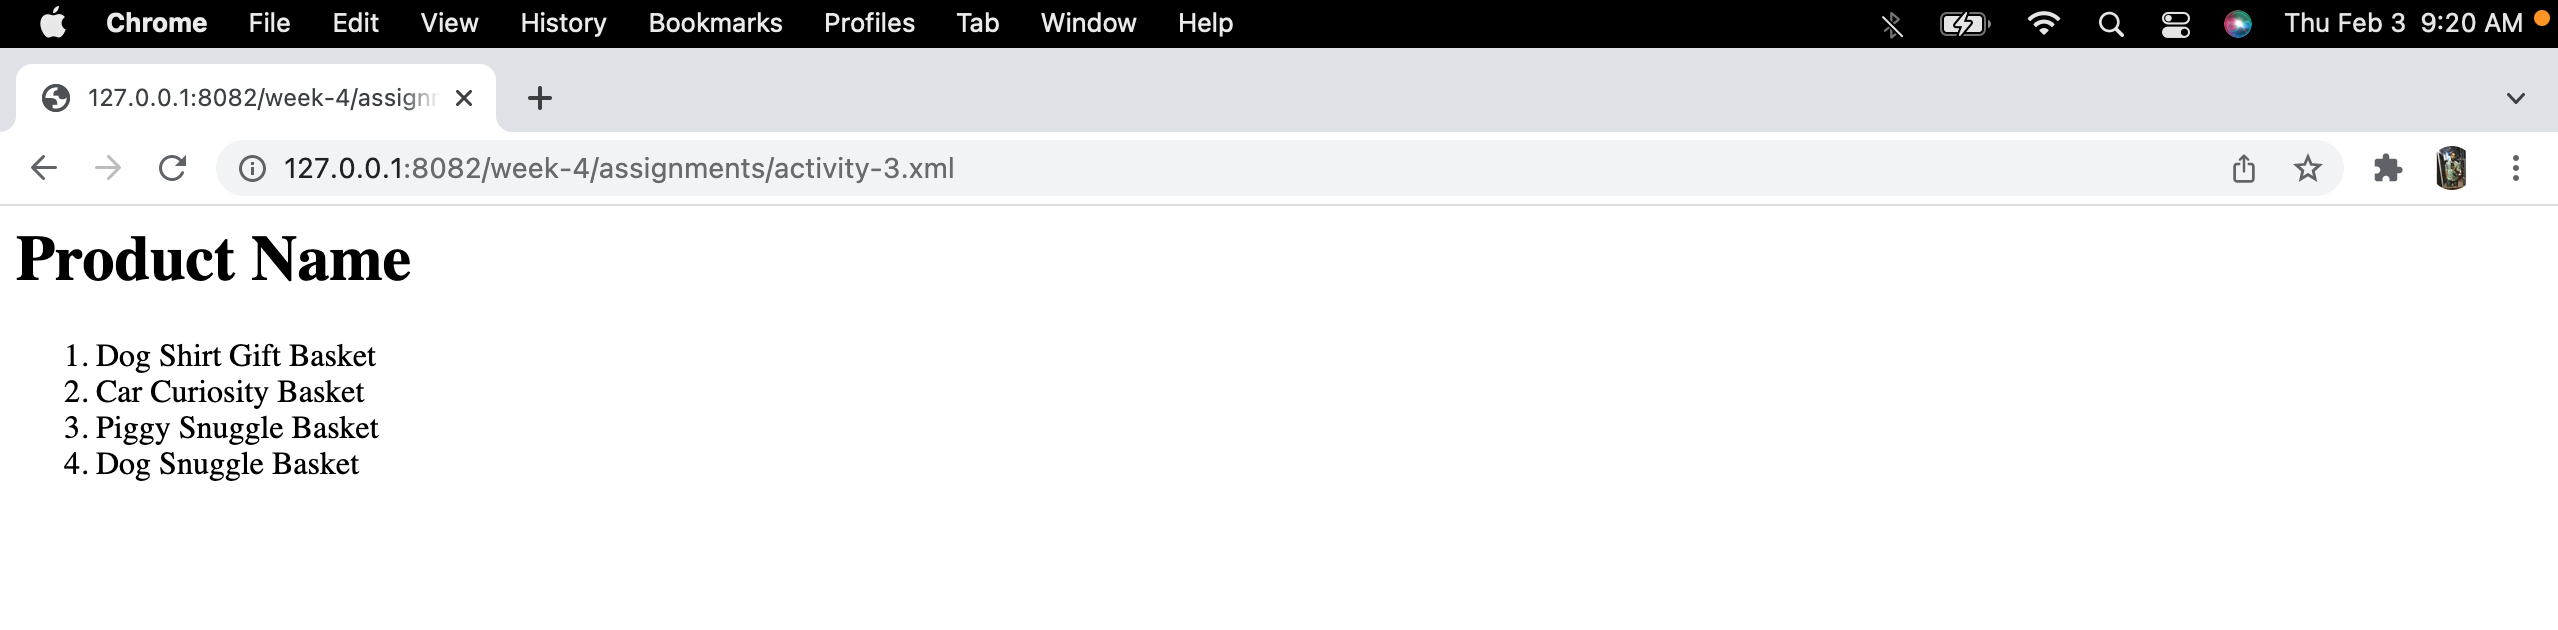 Chrome File Edit View History Bookmarks Profiles Tab Window Help Thu Feb 3 9:20 AM
127.0.0.1:8082/week-4/assignm
127.0.0.1:8082/week-4/assignments/activity-3.xml
Product Name
1. Dog Shirt Gift Basket
2. Car Curiosity Basket
3. Piggy Snuggle Basket
4. Dog Snuggle Basket